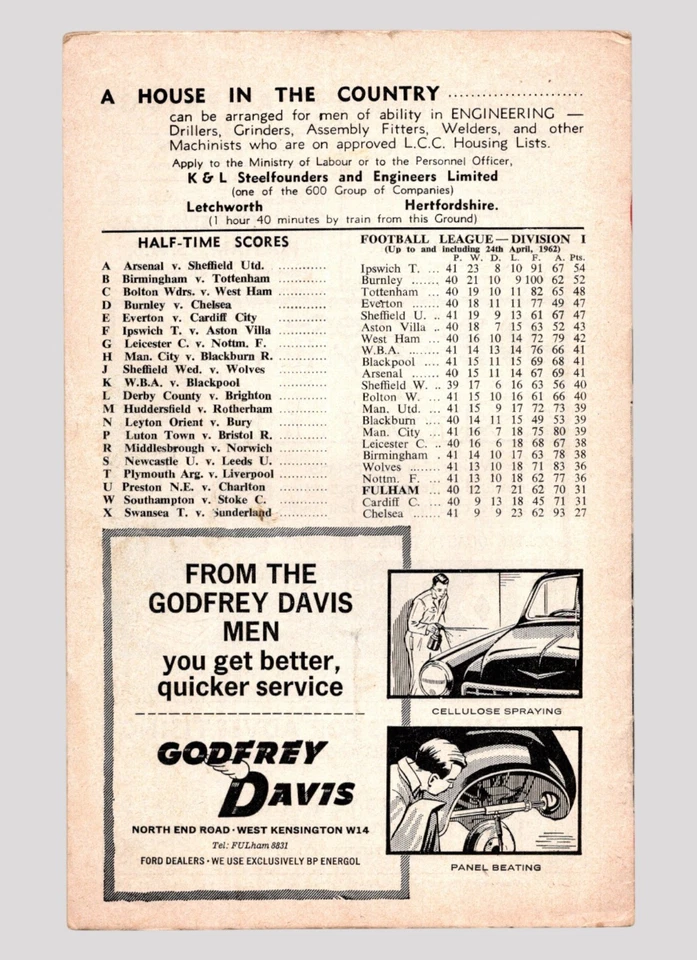 A HOUSE IN THE COUNTRY ........................
can be arranged for men of ability in ENGINEERING —
Drillers, Grinders, Assembly Fitters, Welders, and other
Machinists who are on approved L.C.C. Housing Lists.
Apply to the Ministry of Labour or to the Personnel Officer,
K & L Steelfounders and Engineers Limited
(one of the 600 Group of Companies)
Letchworth Hertfordshire.
(1 hour 40 minutes by train from this Ground)
HALF-TIME SCORES
A Arsenal v. Sheffield Utd. ............
B Birmingham v. Tottenham ............
C Bolton Wdrs. v. West Ham ............
D Burnley v. Chelsea ............
E Everton v. Cardiff City ............
F Ipswich T. v. Aston Villa ............
G Leicester C. v. Nottm. F. ............
H Man. City v. Blackburn R. ............
J Sheffield Wed. v. Wolves ............
K W.B.A. v. Blackpool ............
L Derby County v. Brighton ............
M Huddersfield v. Rotherham ............
N Leyton Orient v. Bury ............
P Luton Town v. Bristol R. ............
R Middlesbrough v. Norwich ............
S Newcastle U. v. Leeds U. ............
T Plymouth Arg. v. Liverpool ............
U Preston N.E. v. Charlton ............
W Southampton v. Stoke C. ............
X Swansea T. v. Sunderland ............
FOOTBALL LEAGUE — DIVISION I
(Up to and including 24th April, 1962)
P. W. D. L. F. A. Pts.
Ipswich T. ... 41 23 8 10 91 67 54
Burnley ....... 40 21 10 9 100 62 52
Tottenham ... 40 19 10 11 82 65 48
Everton ...... 40 18 11 11 77 49 47
Sheffield U. .. 41 19 9 13 61 67 47
Aston Villa .. 40 18 7 15 63 52 43
West Ham ... 40 16 10 14 72 79 42
W.B.A. ........ 41 14 13 14 76 66 41
Blackpool .... 41 15 11 15 69 68 41
Arsenal ....... 40 15 11 14 67 69 41
Sheffield W. .. 39 17 6 16 63 56 40
Bolton W. ... 41 15 10 16 61 66 40
Man. Utd. ... 41 15 9 17 72 73 39
Blackburn .... 40 14 11 15 49 53 39
Man. City ... 41 16 7 18 75 80 39
Leicester C. .. 40 16 6 18 68 67 38
Birmingham . 41 14 10 17 63 78 38
Wolves ........ 41 13 10 18 71 83 36
Nottm. F. .... 41 13 10 18 62 77 36
FULHAM ... 40 12 7 21 62 70 31
Cardiff C. ... 40 9 13 18 45 71 31
Chelsea ....... 41 9 9 23 62 93 27
FROM THE
GODFREY DAVIS
MEN
you get better,
quicker service
GODFREY
DAVIS
NORTH END ROAD · WEST KENSINGTON W14
Tel: FULham 8831
FORD DEALERS · WE USE EXCLUSIVELY BP ENERGOL
CELLULOSE SPRAYING
PANEL BEATING